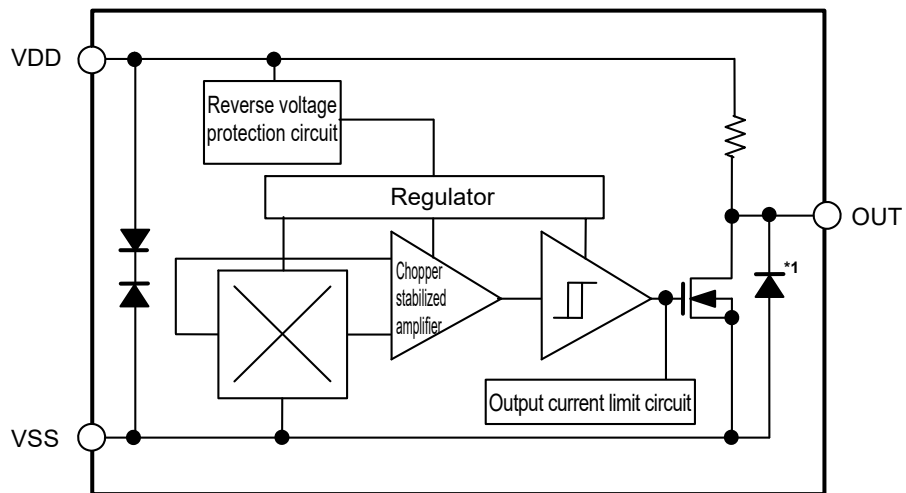 VDD
Reverse voltage
protection circuit
Regulator
OUT
*1
Chopper
stabilized
amplifier
Output current limit circuit
VSS